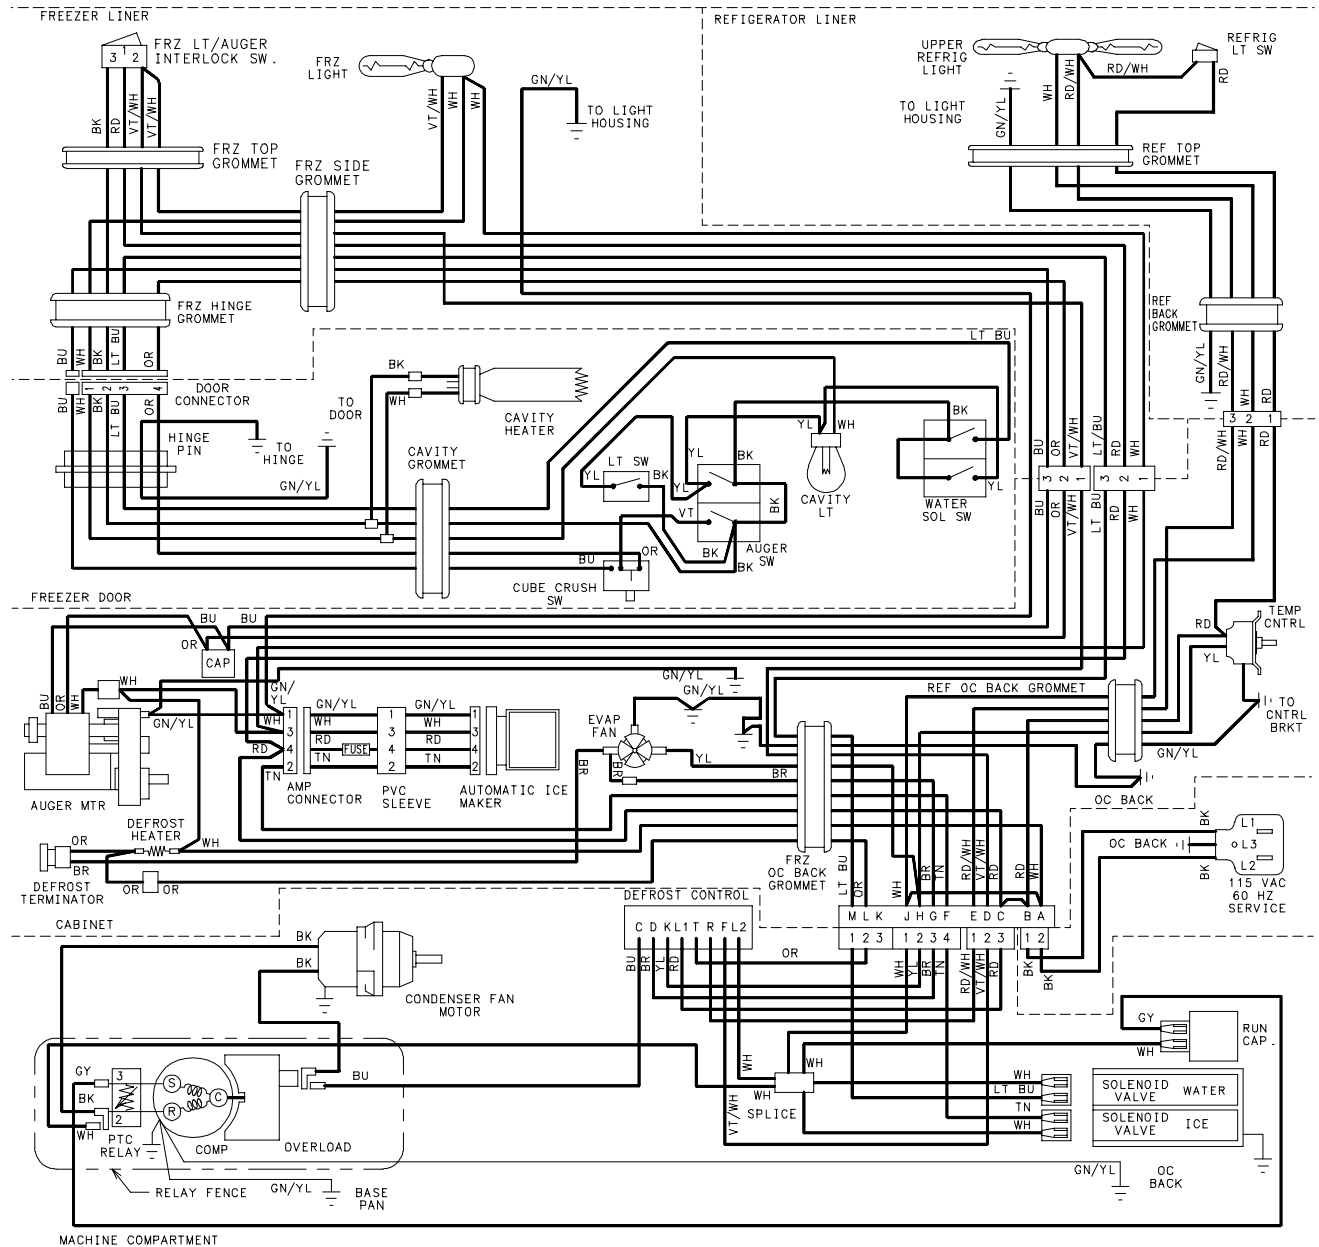 FREEZER LINER
REFIGERATOR LINER
3 1 2
FRZ LT/AUGER
INTERLOCK SW.
FRZ
LIGHT
UPPER
REFRIG
LIGHT
REFRIG
LT SW
BK
RD
VT/WH
VT/WH
VT/WH
WH
WH
GN/YL
TO LIGHT
HOUSING
TO LIGHT
HOUSING
GN/YL
WH
RD/WH
RD/WH
RD
FRZ TOP
GROMMET
FRZ SIDE
GROMMET
REF TOP
GROMMET
FRZ HINGE
GROMMET
REF
BACK
GROMMET
BU
WH
BK
LT BU
OR
GN/YL
RD/WH
WH
RD
1 2 3 4
DOOR
CONNECTOR
3 2 1
BU
WH
BK
LT BU
OR
HINGE
PIN
TO
HINGE
GN/YL
TO
DOOR
BK
WH
CAVITY
HEATER
CAVITY
GROMMET
LT BU
LT SW
YL
BK
YL
YL
VT
BK
BK
BK
BK
AUGER
SW
YL
WH
CAVITY
LT
BK
YL
WATER
SOL SW
BU
OR
CUBE CRUSH
SW
BU
OR
VT/WH
LT/BU
RD
WH
3 2 1
3 2 1
BU
OR
VT/WH
LT BU
RD
WH
RD/WH
WH
RD
FREEZER DOOR
BU
BU
OR
CAP
BU
OR
WH
WH
GN/YL
AUGER MTR
GN/
YL
WH
RD
TN
1
3
4
2
GN/YL
WH
RD
FUSE
TN
1
3
4
2
GN/YL
WH
RD
TN
1
3
4
2
AMP
CONNECTOR
PVC
SLEEVE
AUTOMATIC ICE
MAKER
GN/YL
GN/YL
EVAP
FAN
YL
BR
BR
BR
REF OC BACK GROMMET
RD
YL
TEMP
CNTRL
TO
CNTRL
BRKT
GN/YL
OC BACK
DEFROST
HEATER
WH
OR
BR
DEFROST
TERMINATOR
OR
OR
CABINET
FRZ
OC BACK
GROMMET
LT BU
OR
WH
BR
TN
RD/WH
VT/WH
RD
RD
WH
BK
OC BACK
BK
L1
L3
L2
115 VAC
60 HZ
SERVICE
DEFROST CONTROL
C D K L1 T R F L2
M L K J H G F E D C B A
1 2 3 1 2 3 4 1 2 3 1 2
BU
BR
YL
RD
OR
WH
YL
BR
TN
RD/WH
VT/WH
RD
BK
BK
BK
BK
CONDENSER FAN
MOTOR
GY
WH
RUN
CAP.
GY
BK
WH
3
2
PTC
RELAY
S
R
C
COMP
OVERLOAD
BU
WH
WH
WH
VT/WH
SPLICE
WH
LT BU
TN
WH
SOLENOID
VALVE WATER
SOLENOID
VALVE ICE
GN/YL
OC
BACK
RELAY FENCE
GN/YL
BASE
PAN
MACHINE COMPARTMENT